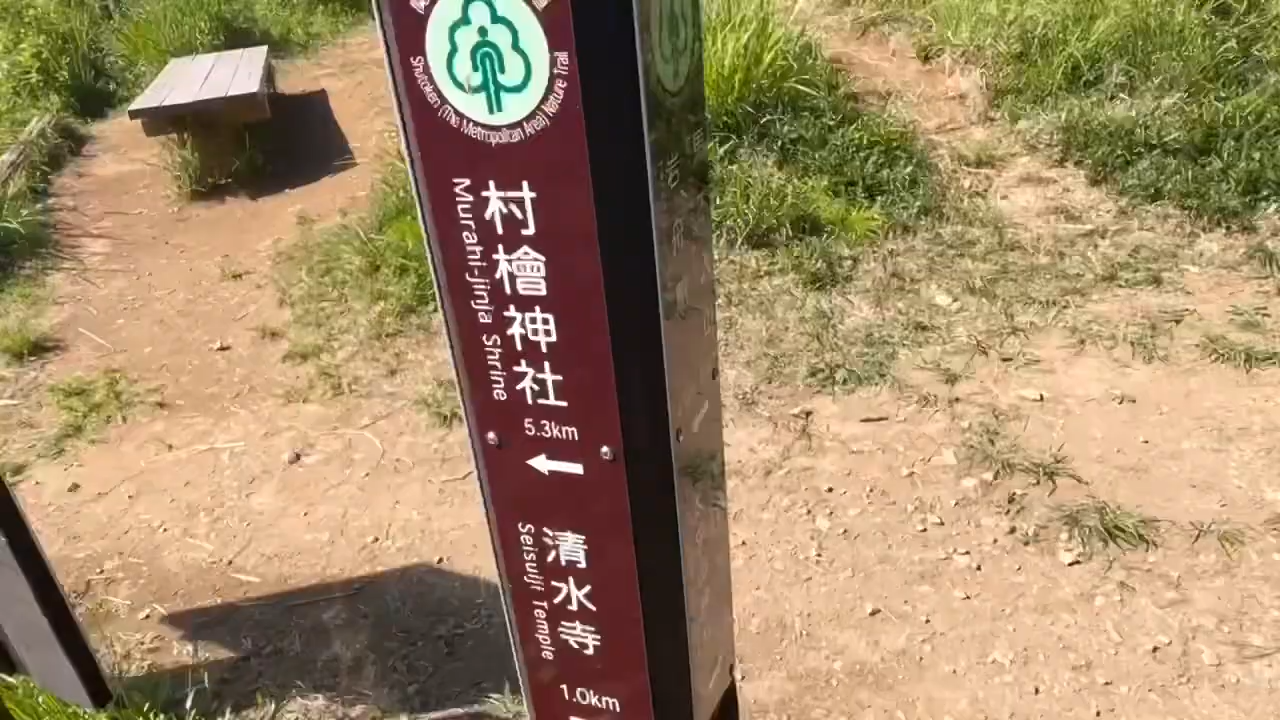 Shutoken (This Metropolitan Area) Nature Trail
村檜神社
Murahi-jinja Shrine
5.3km
清水寺
Seisuiji Temple
1.0km